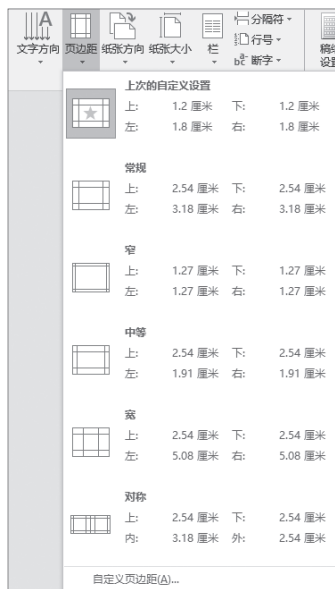 分隔符
行号
bc 断字
文字方向 页边距 纸张方向 纸张大小 栏
设置
上次的自定义设置
上: 1.2 厘米 下: 1.2 厘米
左: 1.8 厘米 右: 1.8 厘米
常规
上: 2.54 厘米 下: 2.54 厘米
左: 3.18 厘米 右: 3.18 厘米
窄
上: 1.27 厘米 下: 1.27 厘米
左: 1.27 厘米 右: 1.27 厘米
中等
上: 2.54 厘米 下: 2.54 厘米
左: 1.91 厘米 右: 1.91 厘米
宽
上: 2.54 厘米 下: 2.54 厘米
左: 5.08 厘米 右: 5.08 厘米
对称
上: 2.54 厘米 下: 2.54 厘米
内: 3.18 厘米 外: 2.54 厘米
自定义页边距(A)...